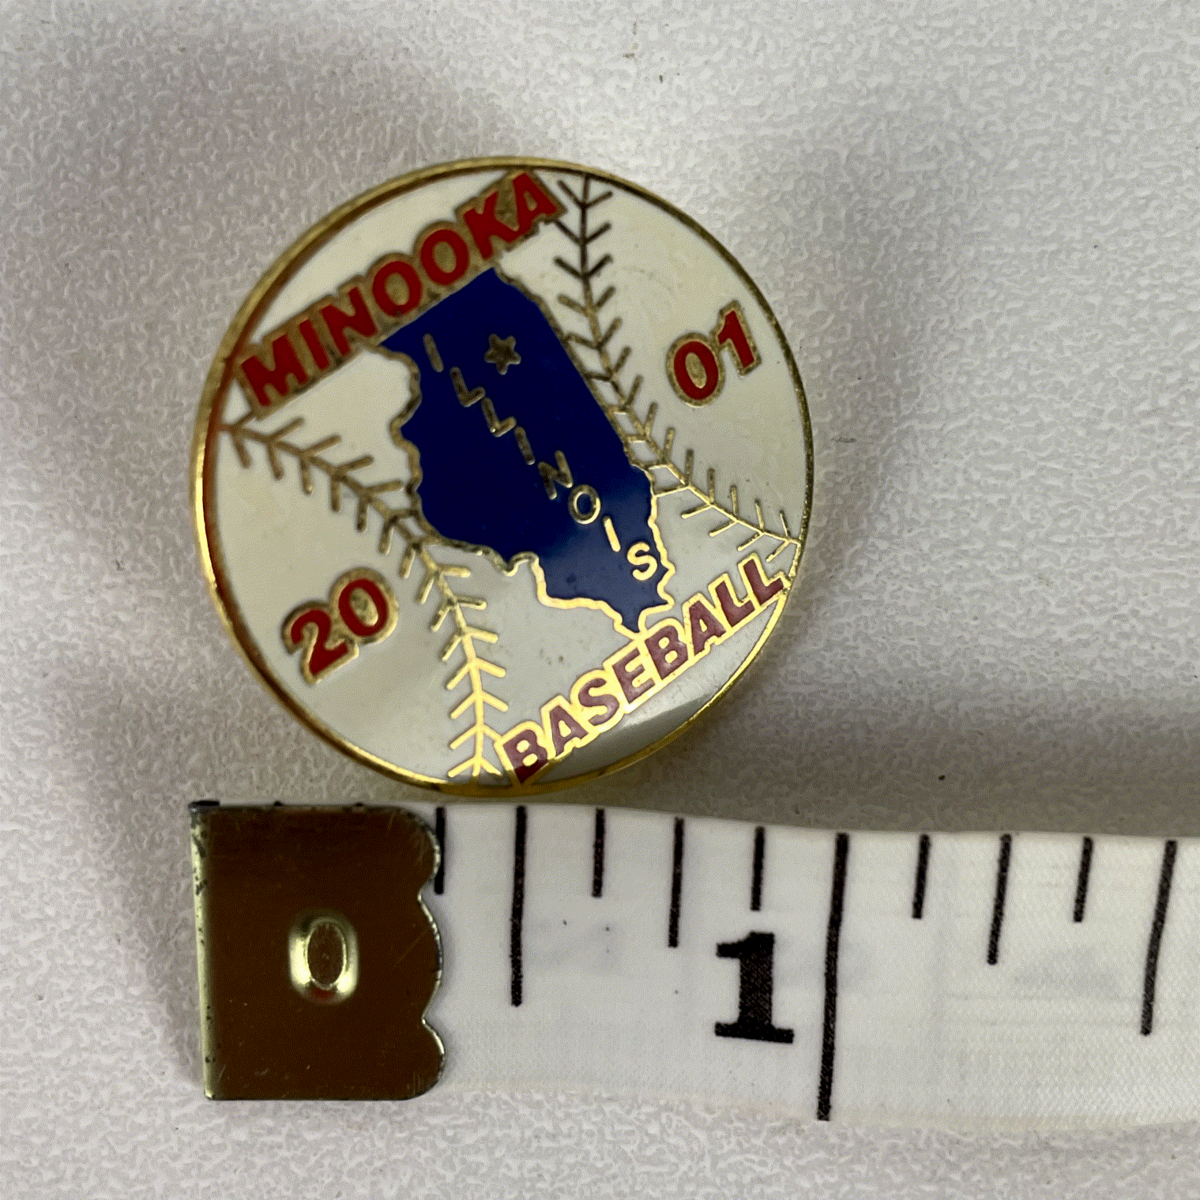 MINOOKA
ILLINOIS
20 01
BASEBALL
0
1